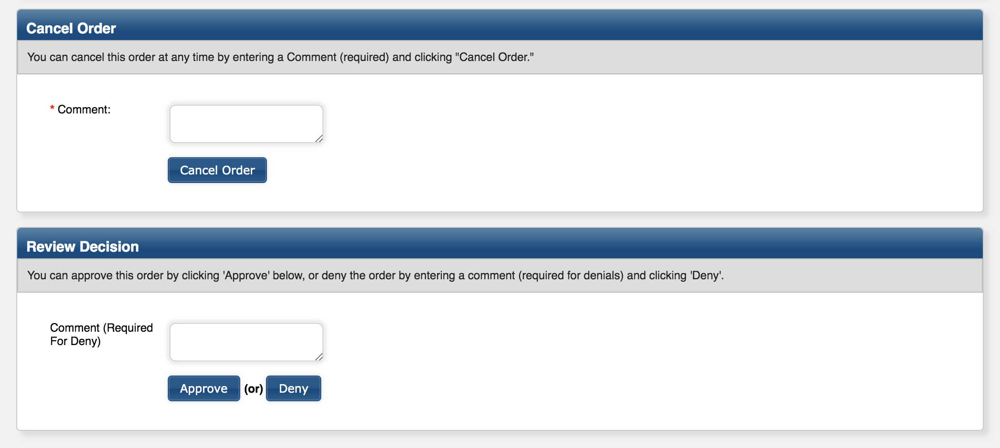 Cancel Order
You can cancel this order at any time by entering a Comment (required) and clicking "Cancel Order."
* Comment:
Cancel Order
Review Decision
You can approve this order by clicking 'Approve' below, or deny the order by entering a comment (required for denials) and clicking 'Deny'.
Comment (Required
For Deny)
Approve (or) Deny